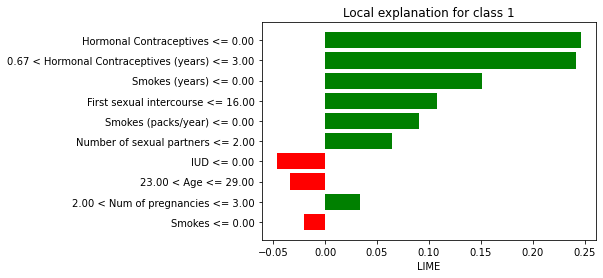 Local explanation for class 1
Hormonal Contraceptives <= 0.00
0.67 < Hormonal Contraceptives (years) <= 3.00
Smokes (years) <= 0.00
First sexual intercourse <= 16.00
Smokes (packs/year) <= 0.00
Number of sexual partners <= 2.00
IUD <= 0.00
23.00 < Age <= 29.00
2.00 < Num of pregnancies <= 3.00
Smokes <= 0.00
−0.05 0.00 0.05 0.10 0.15 0.20 0.25
LIME